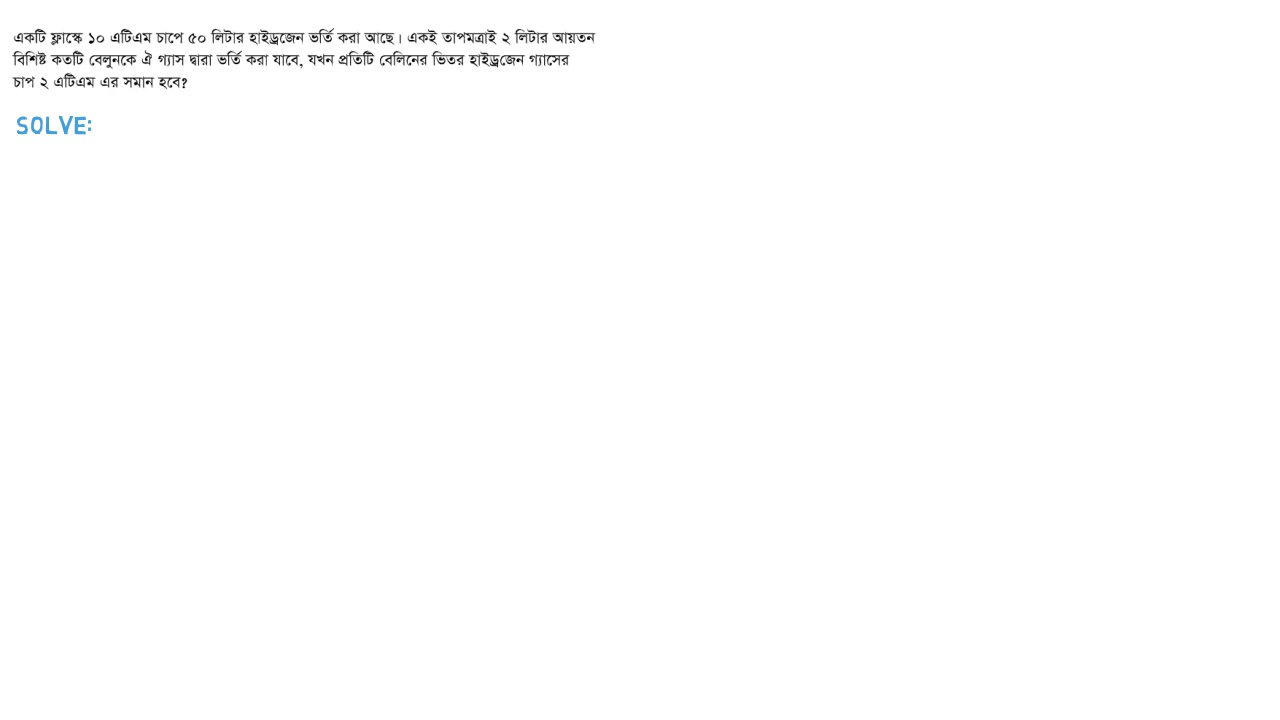 একটি ফ্লাস্কে ১০ এটিএম চাপে ৫০ লিটার হাইড্রজেন ভর্তি করা আছে। একই তাপমত্রাই ২ লিটার আয়তন
বিশিষ্ট কতটি বেলুনকে ঐ গ্যাস দ্বারা ভর্তি করা যাবে, যখন প্রতিটি বেলিনের ভিতর হাইড্রজেন গ্যাসের
চাপ ২ এটিএম এর সমান হবে?
SOLVE: